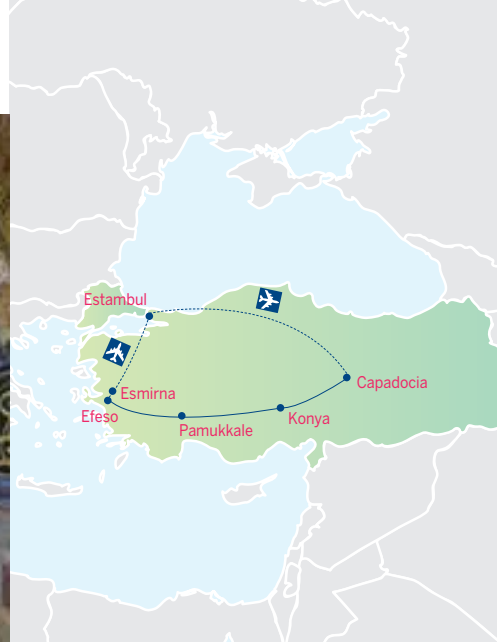 Estambul
Capadocia
Esmirna
Efeso
Konya
Pamukkale